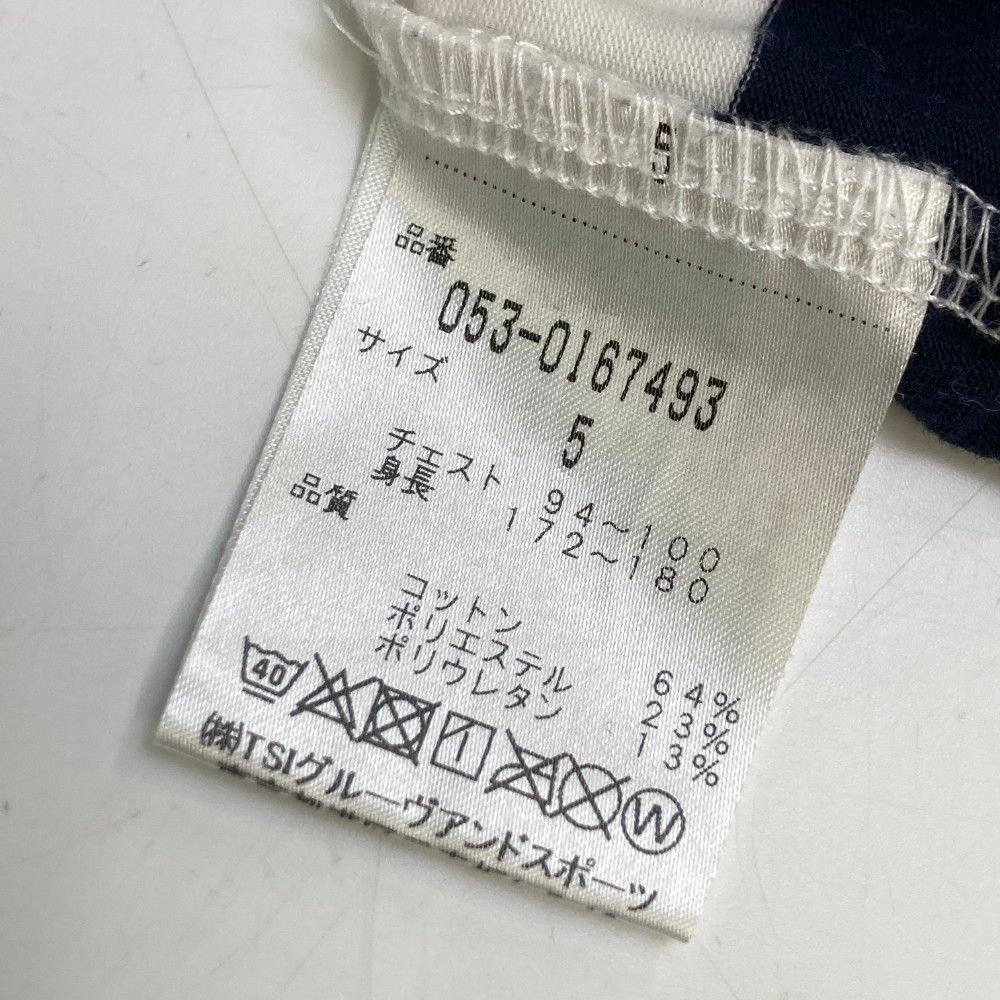 5
品番
053-0167493
サイズ
5
チェスト 94～100
身長 172～180
品質
コットン 64%
ポリエステル 23%
ポリウレタン 13%
40
W
㈱TSIグルーヴアンドスポーツ